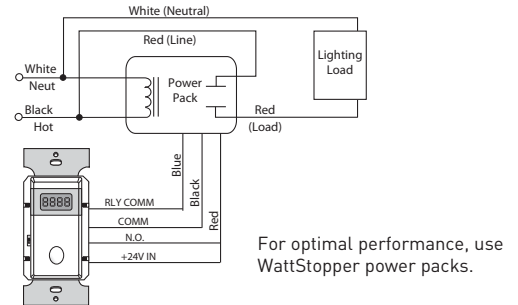 White (Neutral)
Red (Line)
Lighting
Load
White
Neut
Power
Pack
Black
Hot
Red
(Load)
Blue
Black
Red
8888
RLY COMM
COMM
N.O.
+24V IN
For optimal performance, use
WattStopper power packs.